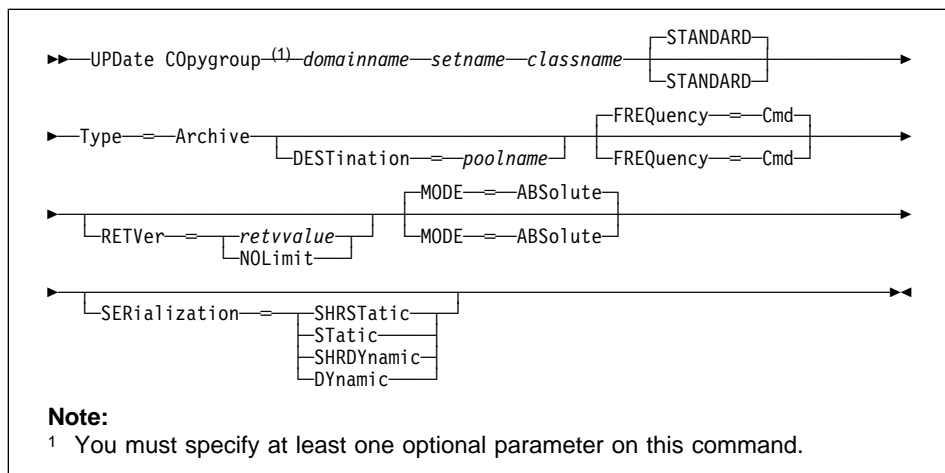 STANDARD
UPDate COpygroup (1) domainname setname classname
STANDARD
FREQuency = Cmd
Type = Archive
DESTination = poolname FREQuency = Cmd
MODE = ABSolute
RETVer = retvvalue MODE = ABSolute
NOLimit
SERialization = SHRSTatic
STatic
SHRDYnamic
DYnamic
Note:
1 You must specify at least one optional parameter on this command.